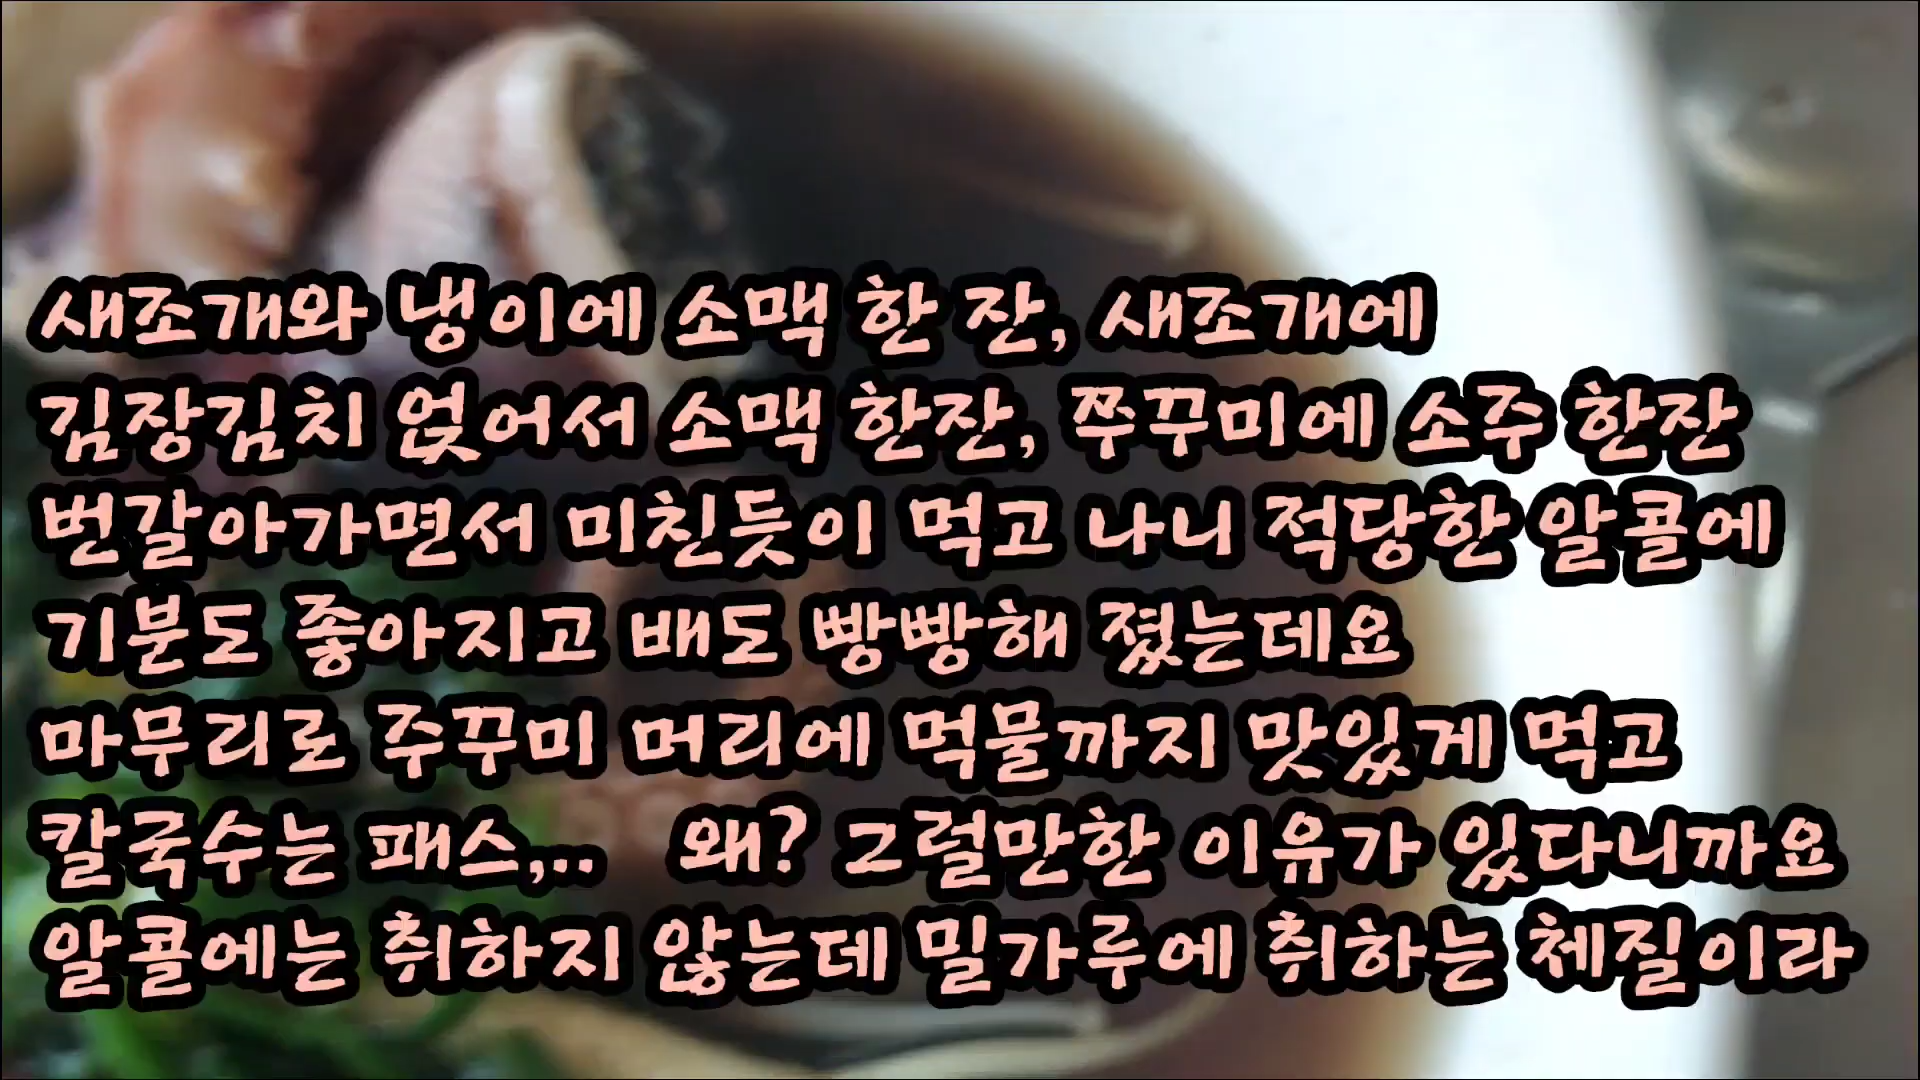 새조개와 냉이에 소맥 한 잔, 새조개에
김장김치 얹어서 소맥 한잔, 쭈꾸미에 소주 한잔
번갈아가면서 미친듯이 먹고 나니 적당한 알콜에
기분도 좋아지고 배도 빵빵해 졌는데요
마무리로 주꾸미 머리에 먹물까지 맛있게 먹고
칼국수는 패스,.. 왜? 그럴만한 이유가 있다니까요
알콜에는 취하지 않는데 밀가루에 취하는 체질이라